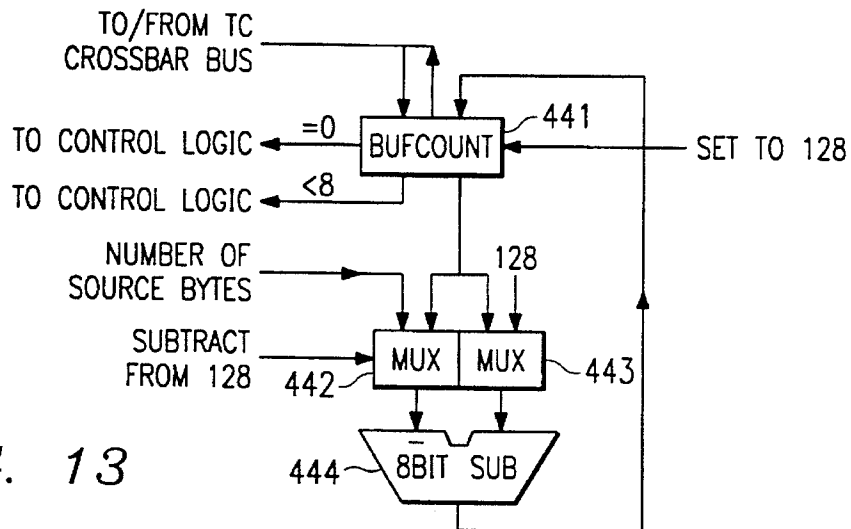 TO/FROM TC
CROSSBAR BUS
=0
441
TO CONTROL LOGIC
BUFCOUNT
SET TO 128
<8
TO CONTROL LOGIC
NUMBER OF
SOURCE BYTES
128
SUBTRACT
FROM 128
MUX
MUX
442
443
444
– 8BIT SUB
. 13